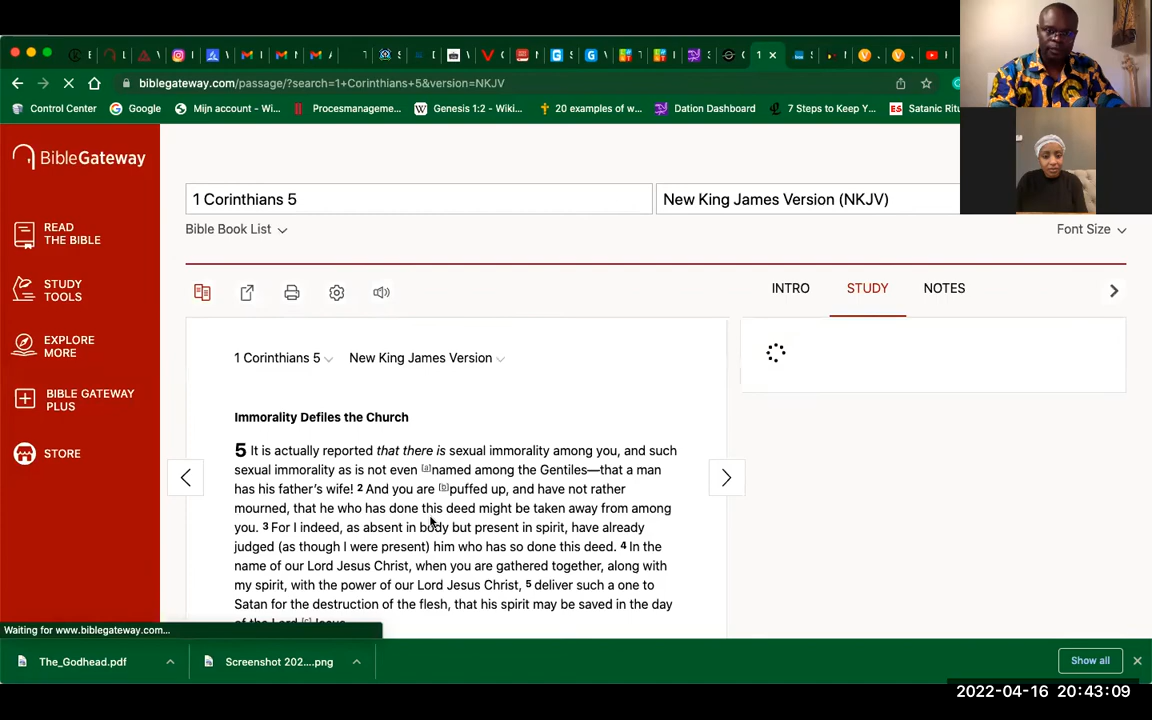 biblegateway.com/passage/?search=1+Corinthians+5&version=NKJV
Control Center Google Mijn account - Wi... Procesmanageme... Genesis 1:2 - Wiki... 20 examples of w... Dation Dashboard 7 Steps to Keep Y... ES Satanic Ritu
BibleGateway
1 Corinthians 5 New King James Version (NKJV)
Bible Book List Font Size
READ
THE BIBLE
STUDY
TOOLS
EXPLORE
MORE
BIBLE GATEWAY
PLUS
STORE
INTRO STUDY NOTES
1 Corinthians 5 New King James Version
Immorality Defiles the Church
5 It is actually reported that there is sexual immorality among you, and such
sexual immorality as is not even [a]named among the Gentiles—that a man
has his father’s wife! 2 And you are [b]puffed up, and have not rather
mourned, that he who has done this deed might be taken away from among
you. 3 For I indeed, as absent in body but present in spirit, have already
judged (as though I were present) him who has so done this deed. 4 In the
name of our Lord Jesus Christ, when you are gathered together, along with
my spirit, with the power of our Lord Jesus Christ, 5 deliver such a one to
Satan for the destruction of the flesh, that his spirit may be saved in the day
of the Lord [c]Jesus.
Waiting for www.biblegateway.com...
The_Godhead.pdf Screenshot 202....png Show all
2022-04-16 20:43:09